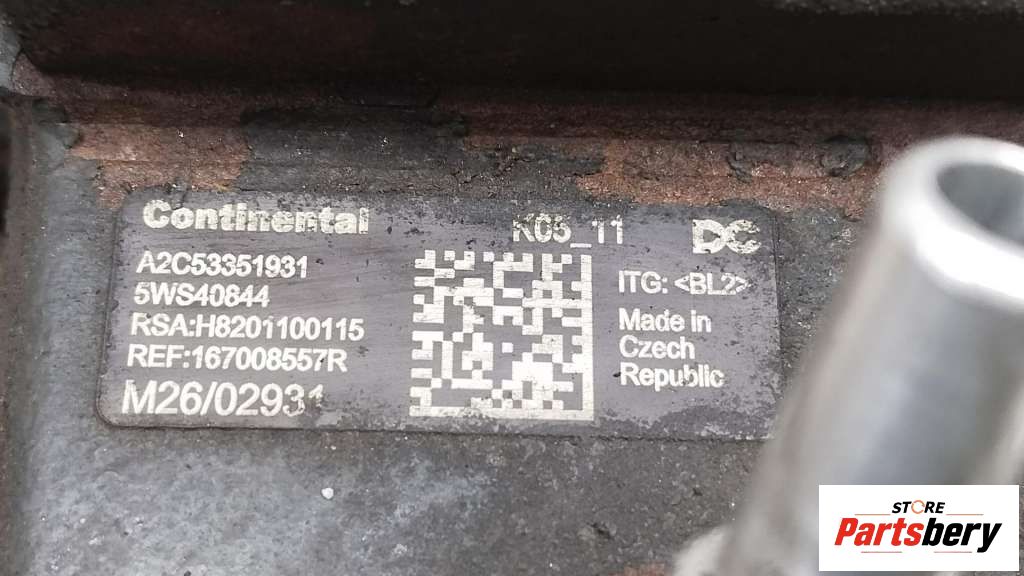 Continental
K05_11
DC
A2C53351931
5WS40844
RSA:H8201100115
REF:167008557R
M26/02931
ITG: <BL2>
Made in
Czech
Republic
STORE
Partsbery